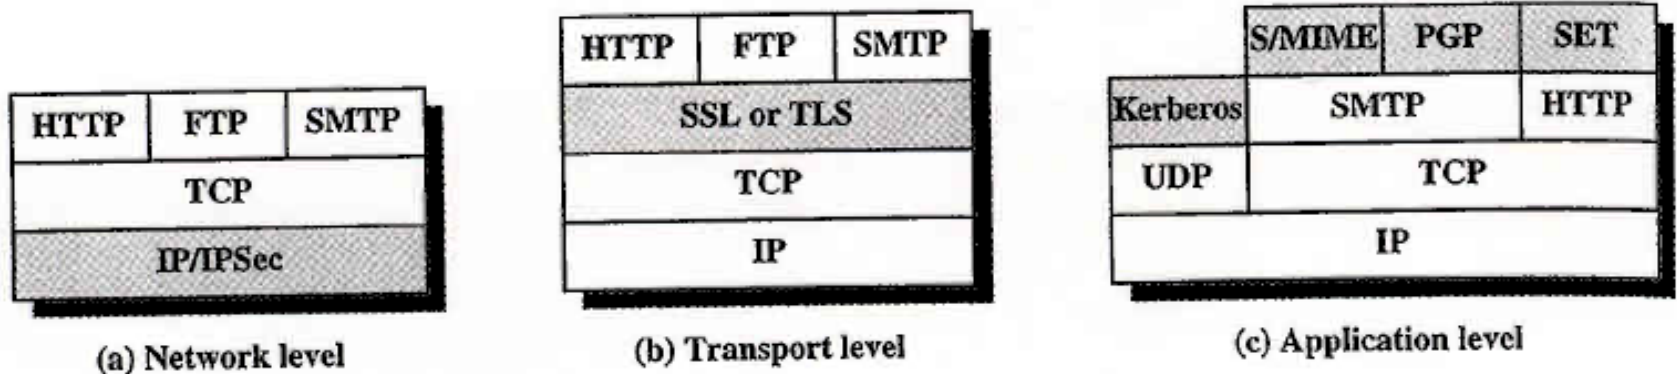 HTTP FTP SMTP
TCP
IP/IPSec
(a) Network level
HTTP FTP SMTP
SSL or TLS
TCP
IP
(b) Transport level
S/MIME PGP SET
Kerberos SMTP HTTP
UDP TCP
IP
(c) Application level